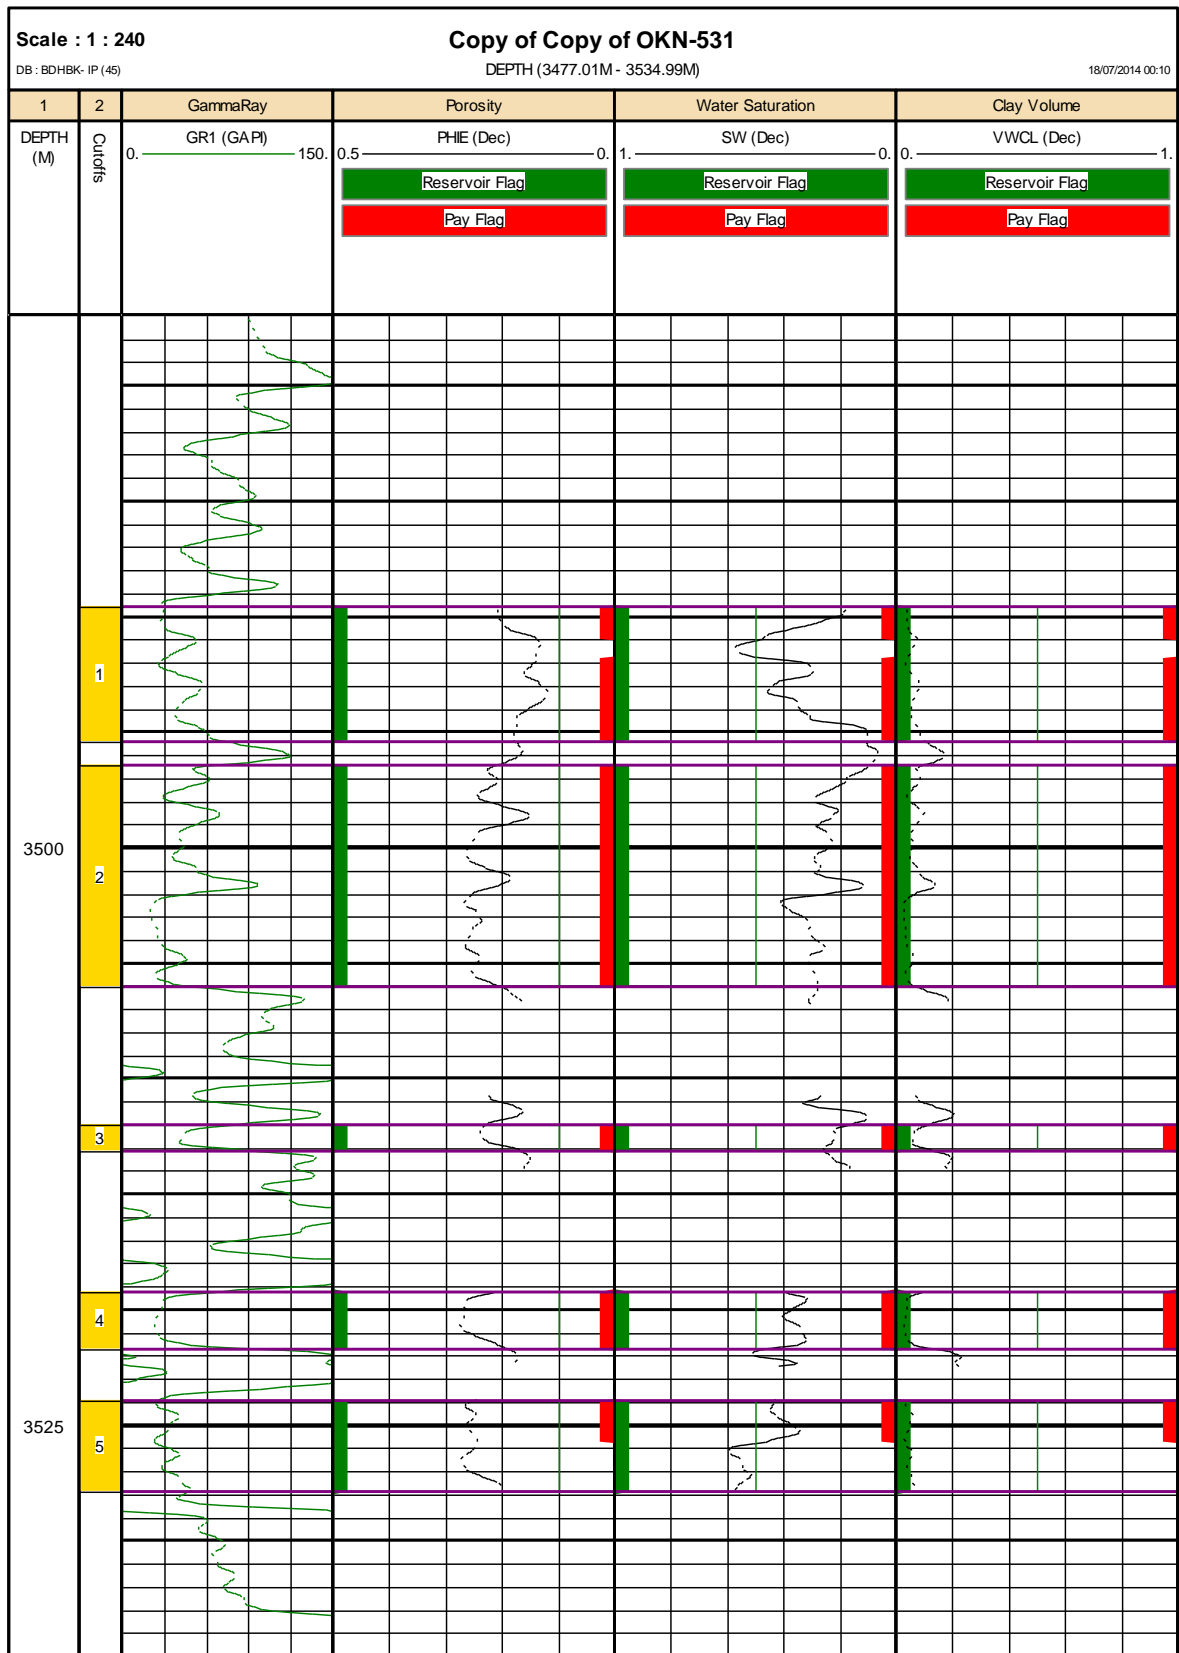 Scale : 1 : 240
Copy of Copy of OKN-531
DB : BDHBK- IP (45)
DEPTH (3477.01M - 3534.99M)
18/07/2014 00:10
1 2 GammaRay Porosity Water Saturation Clay Volume
DEPTH (M)
Cutoffs
GR1 (GAPI)
0. 150.
PHIE (Dec)
0.5 0.
Reservoir Flag
Pay Flag
SW (Dec)
1. 0.
Reservoir Flag
Pay Flag
VWCL (Dec)
0. 1.
Reservoir Flag
Pay Flag
1
3500
2
3
4
3525
5